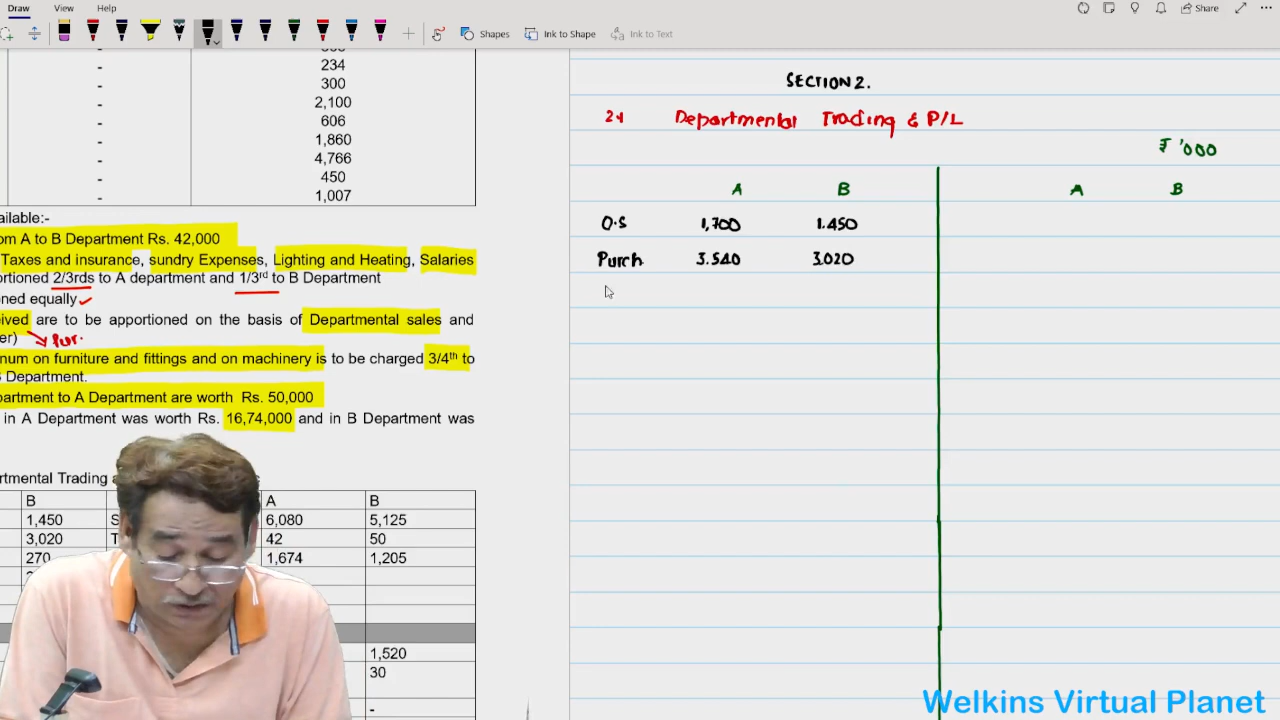 Draw View Help
Shapes Ink to Shape Ink to Text Share
234
- 300
- 2,100
- 606
- 1,860
- 4,766
- 450
- 1,007
ailable:-
om A to B Department Rs. 42,000
Taxes and insurance, sundry Expenses, Lighting and Heating, Salaries
ortioned 2/3rds to A department and 1/3rd to B Department
oned equally
eived are to be apportioned on the basis of Departmental sales and
er) Pur.
num on furniture and fittings and on machinery is to be charged 3/4th to
B Department.
partment to A Department are worth Rs. 50,000
in A Department was worth Rs. 16,74,000 and in B Department was
rtmental Trading
B A B
1,450 S 6,080 5,125
3,020 T 42 50
270 1,674 1,205
1,520
30
-
SECTION 2.
24 Departmental Trading & P/L
₹ '000
A B A B
O.S 1,700 1.450
Purch 3.540 3020
Welkins Virtual Planet